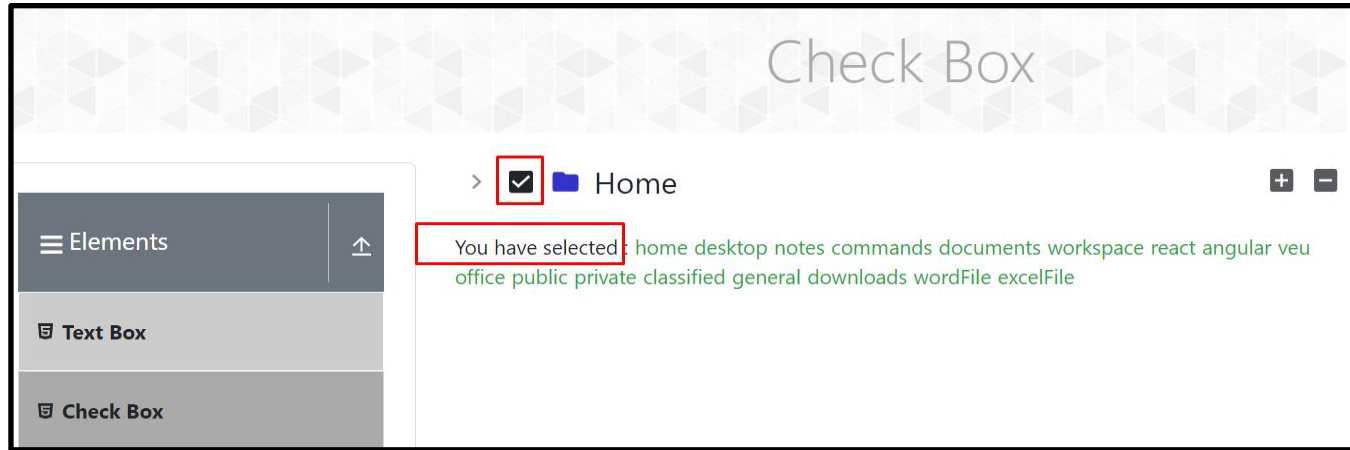 Check Box
Home
Elements
You have selected : home desktop notes commands documents workspace react angular veu
office public private classified general downloads wordFile excelFile
Text Box
Check Box